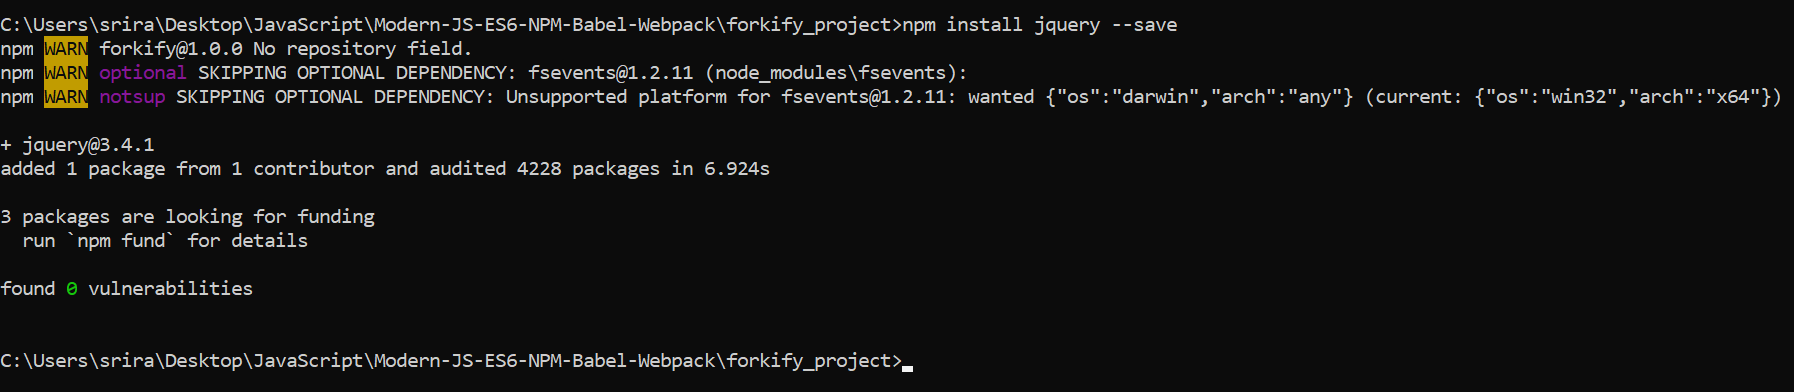 C:\Users\srira\Desktop\JavaScript\Modern-JS-ES6-NPM-Babel-Webpack\forkify_project>npm install jquery --save
npm WARN forkify@1.0.0 No repository field.
npm WARN optional SKIPPING OPTIONAL DEPENDENCY: fsevents@1.2.11 (node_modules\fsevents):
npm WARN notsup SKIPPING OPTIONAL DEPENDENCY: Unsupported platform for fsevents@1.2.11: wanted {"os":"darwin","arch":"any"} (current: {"os":"win32","arch":"x64"})
+ jquery@3.4.1
added 1 package from 1 contributor and audited 4228 packages in 6.924s
3 packages are looking for funding
  run `npm fund` for details
found 0 vulnerabilities
C:\Users\srira\Desktop\JavaScript\Modern-JS-ES6-NPM-Babel-Webpack\forkify_project>